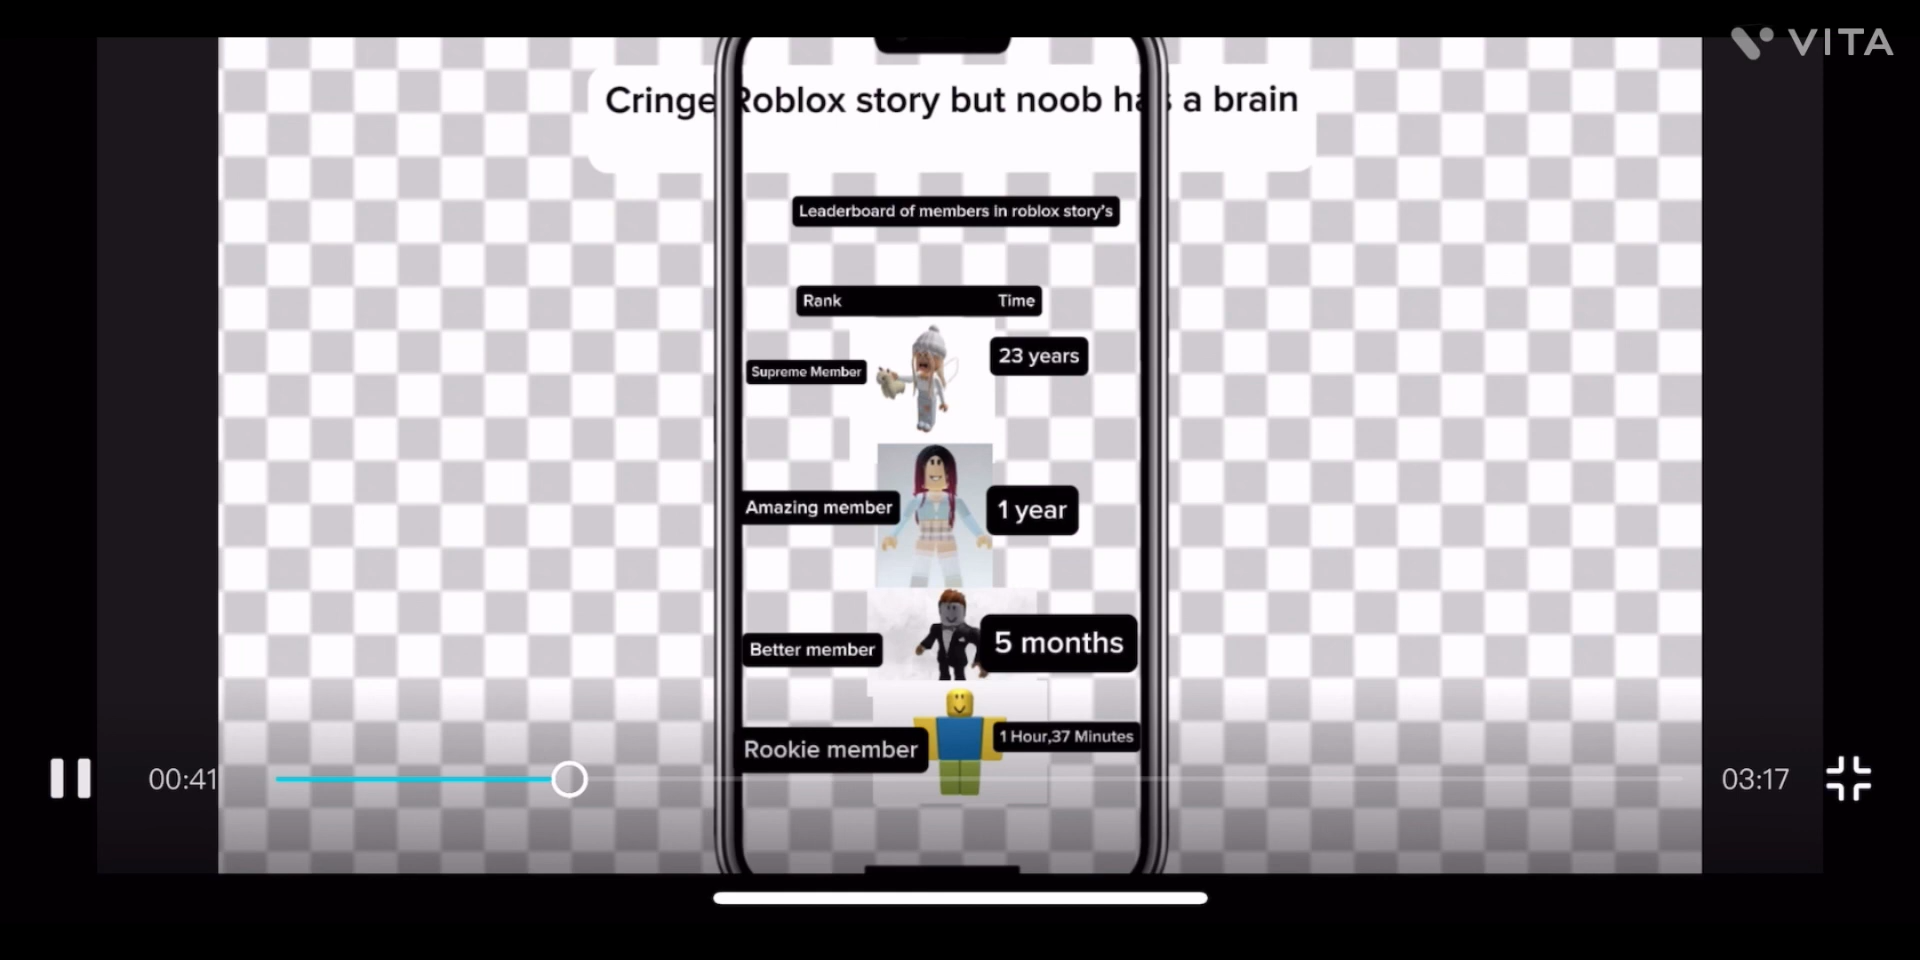 VITA
Cringe Roblox story but noob has a brain
Leaderboard of members in roblox story's
Rank Time
Supreme Member 23 years
Amazing member 1 year
Better member 5 months
Rookie member 1 Hour,37 Minutes
00:41 03:17